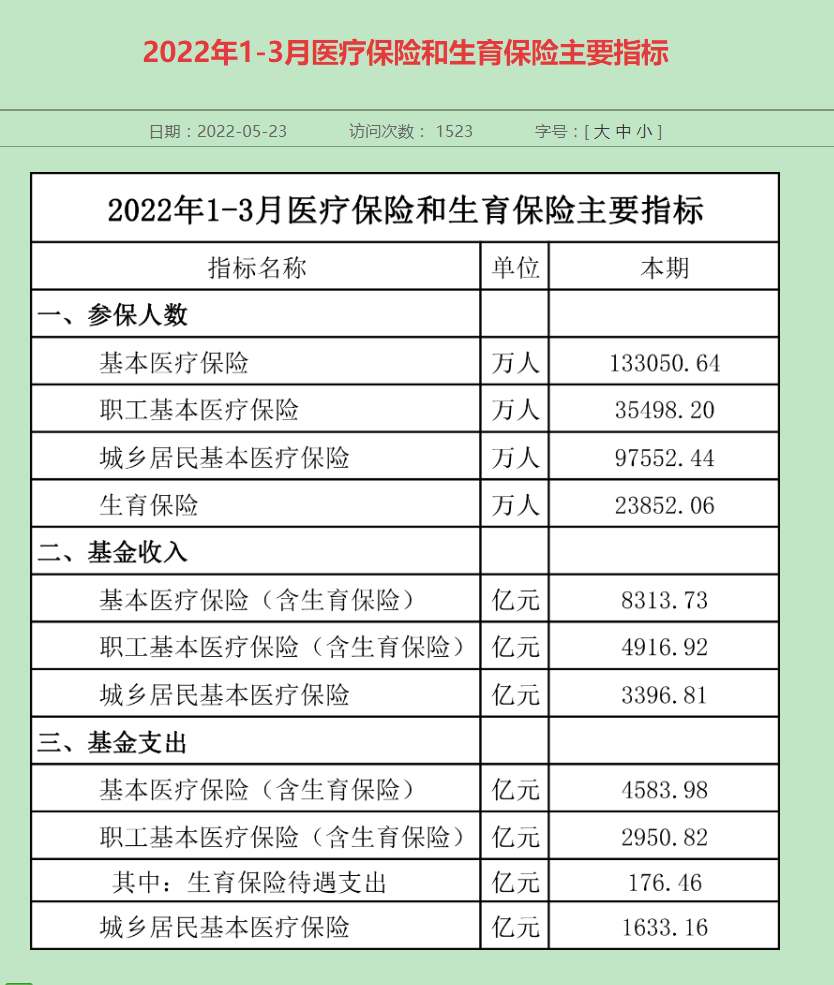 2022年1-3月医疗保险和生育保险主要指标
日期：2022-05-23 访问次数： 1523 字号：[ 大 中 小 ]
2022年1-3月医疗保险和生育保险主要指标
指标名称 单位 本期
一、参保人数
基本医疗保险 万人 133050.64
职工基本医疗保险 万人 35498.20
城乡居民基本医疗保险 万人 97552.44
生育保险 万人 23852.06
二、基金收入
基本医疗保险（含生育保险） 亿元 8313.73
职工基本医疗保险（含生育保险） 亿元 4916.92
城乡居民基本医疗保险 亿元 3396.81
三、基金支出
基本医疗保险（含生育保险） 亿元 4583.98
职工基本医疗保险（含生育保险） 亿元 2950.82
其中：生育保险待遇支出 亿元 176.46
城乡居民基本医疗保险 亿元 1633.16